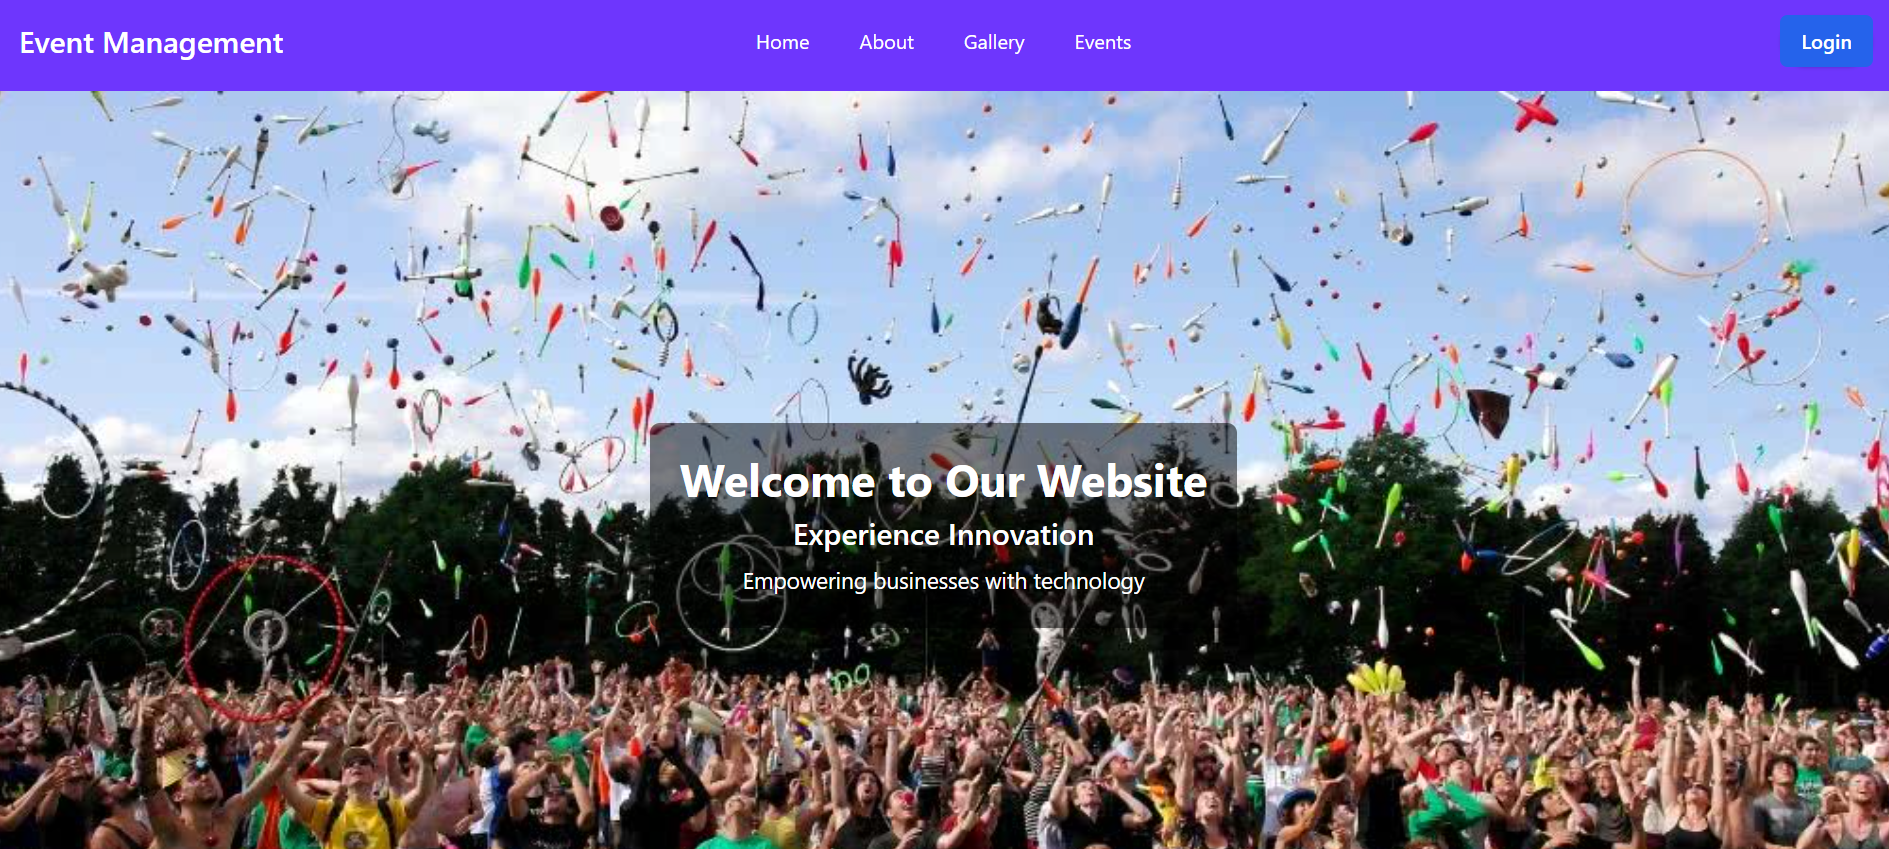 Event Management
Home About Gallery Events
Login
Welcome to Our Website
Experience Innovation
Empowering businesses with technology